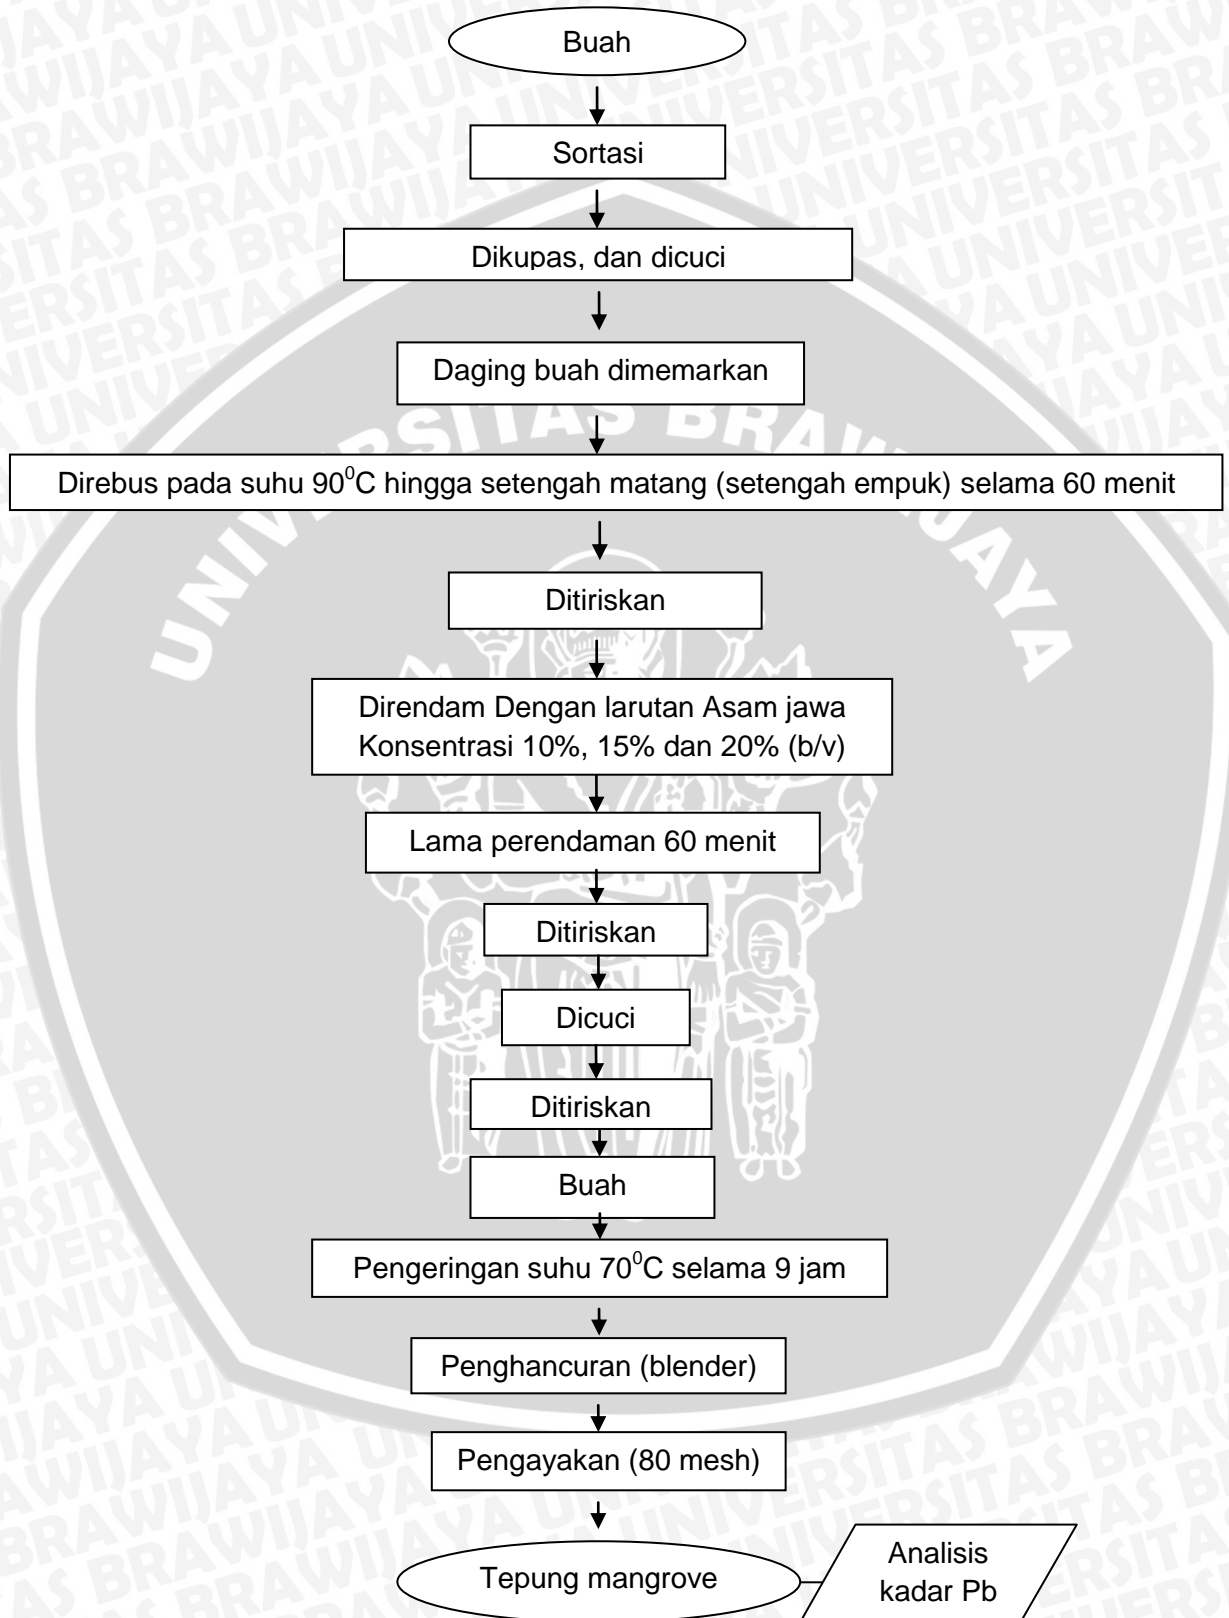 Buah
Sortasi
Dikupas, dan dicuci
Daging buah dimemarkan
Direbus pada suhu 90⁰C hingga setengah matang (setengah empuk) selama 60 menit
Ditiriskan
Direndam Dengan larutan Asam jawa
Konsentrasi 10%, 15% dan 20% (b/v)
Lama perendaman 60 menit
Ditiriskan
Dicuci
Ditiriskan
Buah
Pengeringan suhu 70⁰C selama 9 jam
Penghancuran (blender)
Pengayakan (80 mesh)
Tepung mangrove
Analisis
kadar Pb
UNIVERSITAS BRAWIJAYA